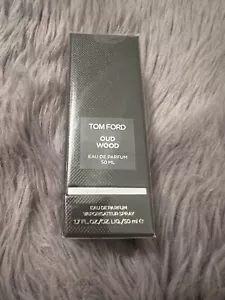 TOM FORD
OUD
WOOD
EAU DE PARFUM
50 ML
EAU DE PARFUM
VAPORISATEUR SPRAY
1.7 FL.OZ/OZ.LIQ./50 ml ℮